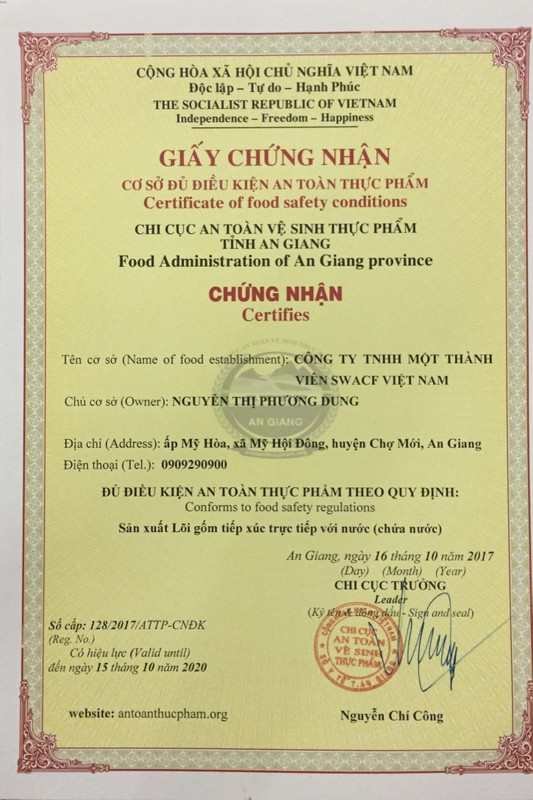 CỘNG HÒA XÃ HỘI CHỦ NGHĨA VIỆT NAM
Độc lập – Tự do – Hạnh Phúc
THE SOCIALIST REPUBLIC OF VIETNAM
Independence – Freedom – Happiness
GIẤY CHỨNG NHẬN
CƠ SỞ ĐỦ ĐIỀU KIỆN AN TOÀN THỰC PHẨM
Certificate of food safety conditions
CHI CỤC AN TOÀN VỆ SINH THỰC PHẨM
TỈNH AN GIANG
Food Administration of An Giang province
CHỨNG NHẬN
Certifies
Tên cơ sở (Name of food establishment): CÔNG TY TNHH MỘT THÀNH
VIÊN SWACF VIỆT NAM
Chủ cơ sở (Owner): NGUYỄN THỊ PHƯƠNG DUNG
AN GIANG
Địa chỉ (Address): ấp Mỹ Hòa, xã Mỹ Hội Đông, huyện Chợ Mới, An Giang
Điện thoại (Tel.): 0909290900
ĐỦ ĐIỀU KIỆN AN TOÀN THỰC PHẨM THEO QUY ĐỊNH:
Conforms to food safety regulations
Sản xuất Lõi gốm tiếp xúc trực tiếp với nước (chứa nước)
An Giang, ngày 16 tháng 10 năm 2017
(Day) (Month) (Year)
CHI CỤC TRƯỞNG
Leader
(Ký tên & đóng dấu - Sign and seal)
CHI CỤC
AN TOÀN
VỆ SINH
THỰC PHẨM
Số cấp: 128/2017/ATTP-CNĐK
(Reg. No.)
Có hiệu lực (Valid until)
đến ngày 15 tháng 10 năm 2020
website: antoanthucpham.org
Nguyễn Chí Công